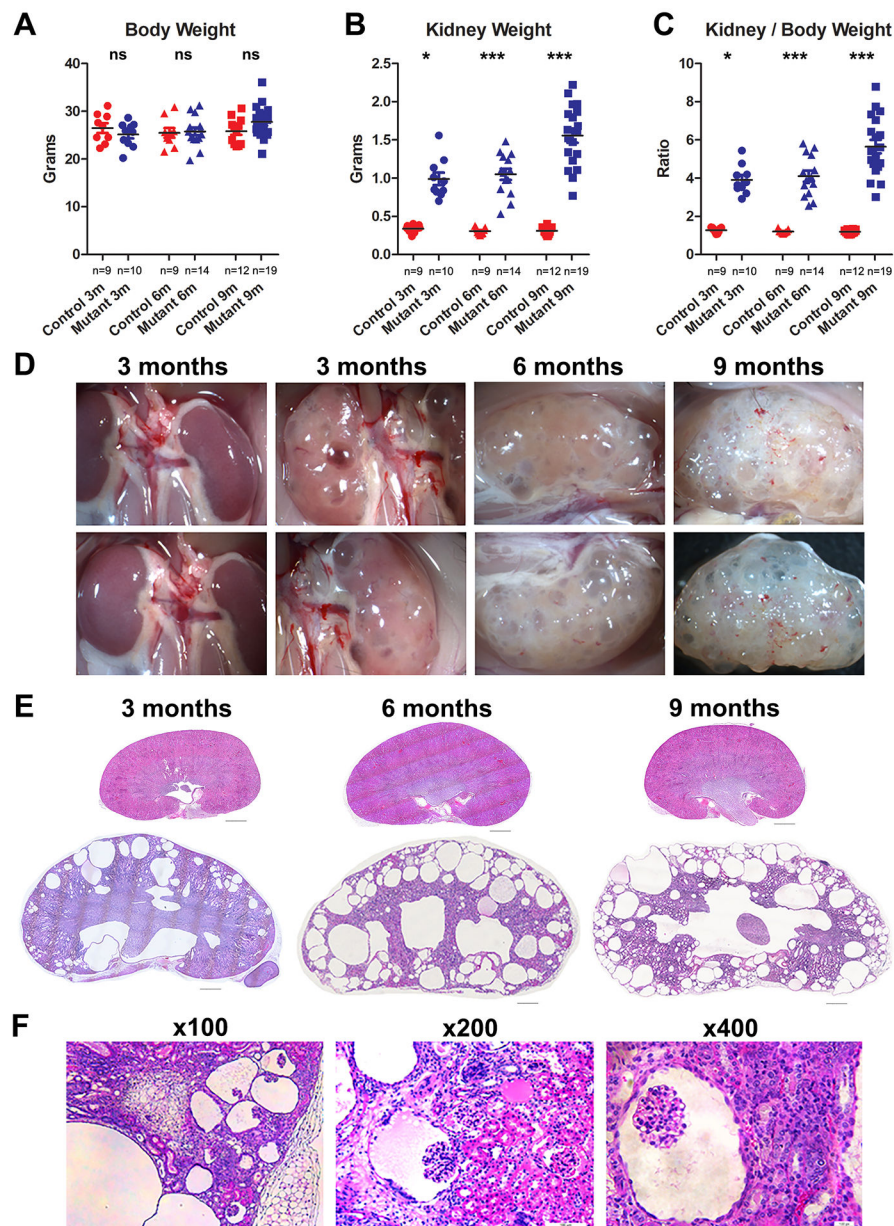 A
Body Weight
ns ns ns
40
30
20
10
0
Grams
n=9 n=10 n=9 n=14 n=12 n=19
Control 3m
Mutant 3m
Control 6m
Mutant 6m
Control 9m
Mutant 9m
B
Kidney Weight
* *** ***
2.5
2.0
1.5
1.0
0.5
0.0
Grams
n=9 n=10 n=9 n=14 n=12 n=19
Control 3m
Mutant 3m
Control 6m
Mutant 6m
Control 9m
Mutant 9m
C
Kidney / Body Weight
* *** ***
10
8
6
4
2
0
Ratio
n=9 n=10 n=9 n=14 n=12 n=19
Control 3m
Mutant 3m
Control 6m
Mutant 6m
Control 9m
Mutant 9m
D
3 months 3 months 6 months 9 months
E
3 months 6 months 9 months
F
x100 x200 x400